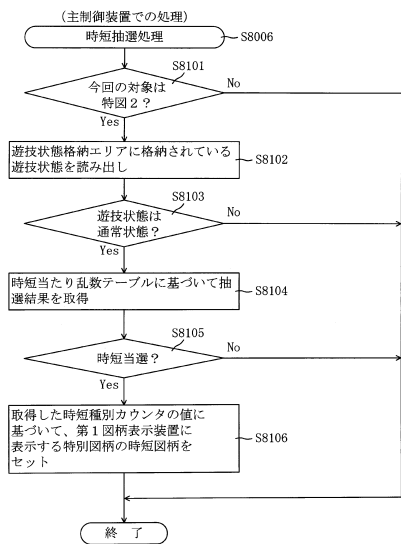 （主制御装置での処理）
時短抽選処理
S8006
S8101
今回の対象は
特図２？
No
Yes
遊技状態格納エリアに格納されている
遊技状態を読み出し
S8102
S8103
遊技状態は
通常状態？
No
Yes
時短当たり乱数テーブルに基づいて抽
選結果を取得
S8104
S8105
時短当選？
No
Yes
取得した時短種別カウンタの値に
基づいて、第１図柄表示装置に
表示する特別図柄の時短図柄を
セット
S8106
終 了